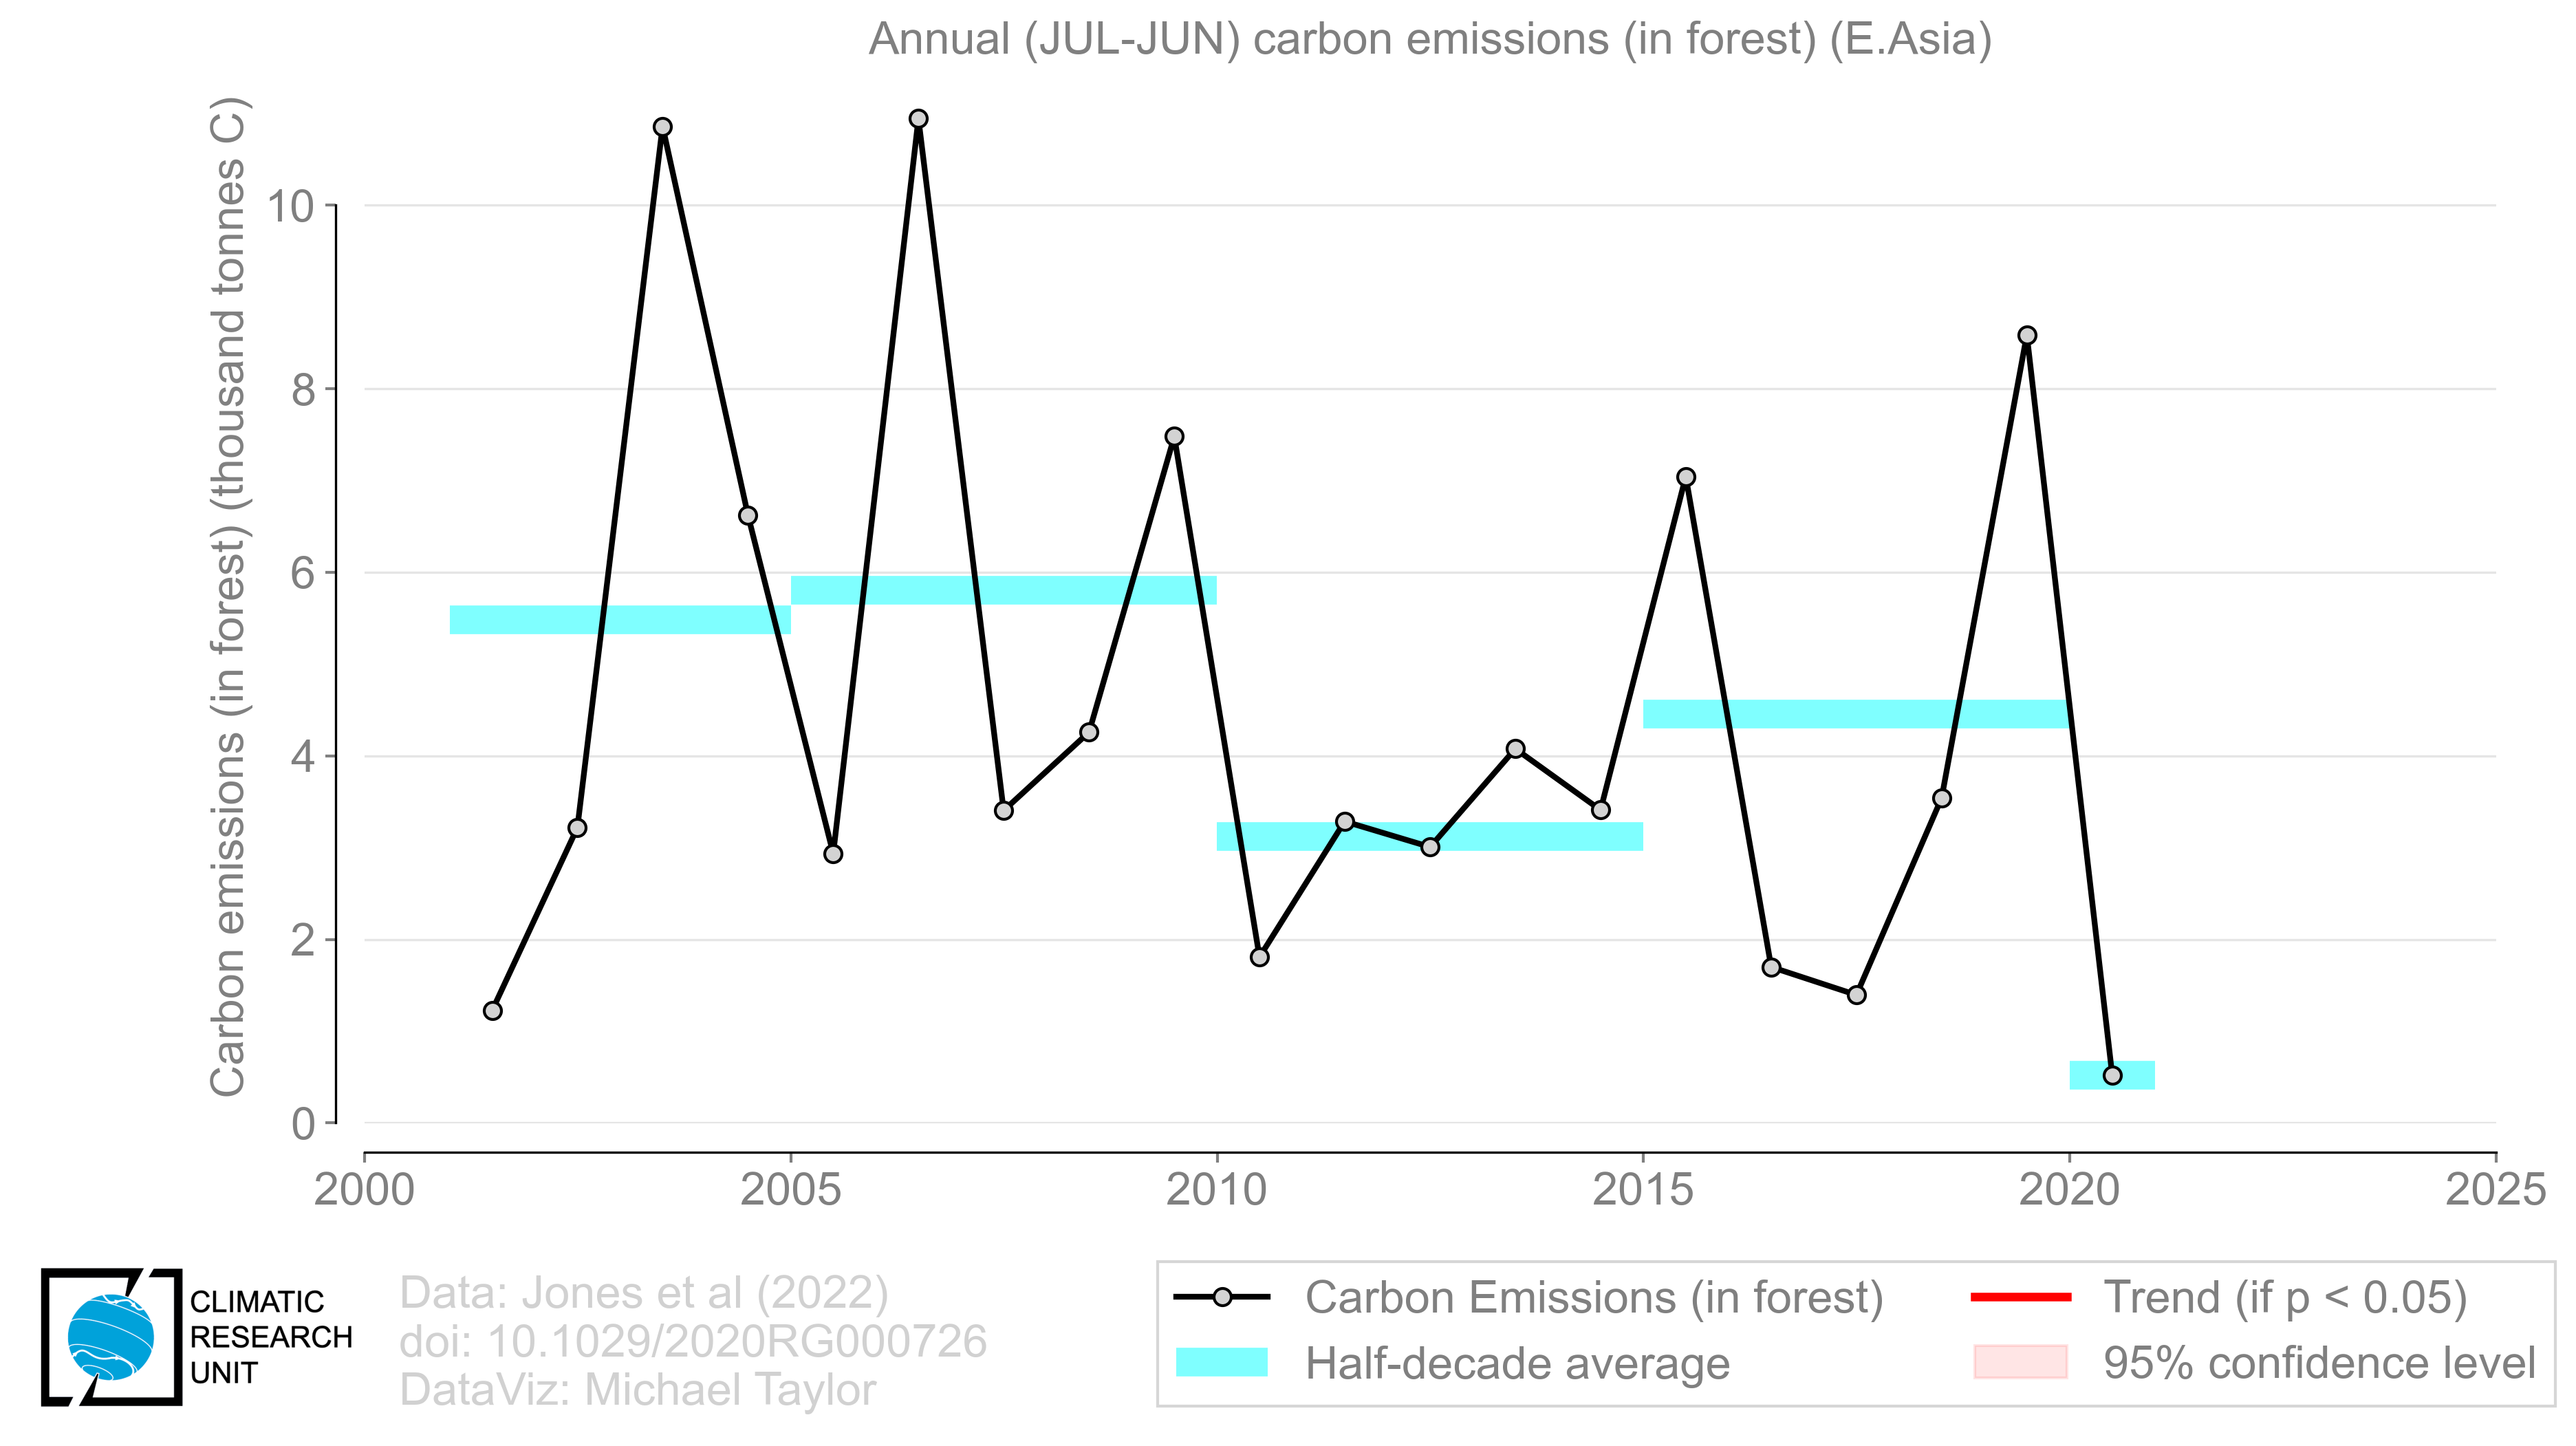 Annual (JUL-JUN) carbon emissions (in forest) (E.Asia)
Carbon emissions (in forest) (thousand tonnes C)
10
8
6
4
2
0
2000 2005 2010 2015 2020 2025
CLIMATIC
RESEARCH
UNIT
Data: Jones et al (2022)
doi: 10.1029/2020RG000726
DataViz: Michael Taylor
Carbon Emissions (in forest)
Half-decade average
Trend (if p < 0.05)
95% confidence level